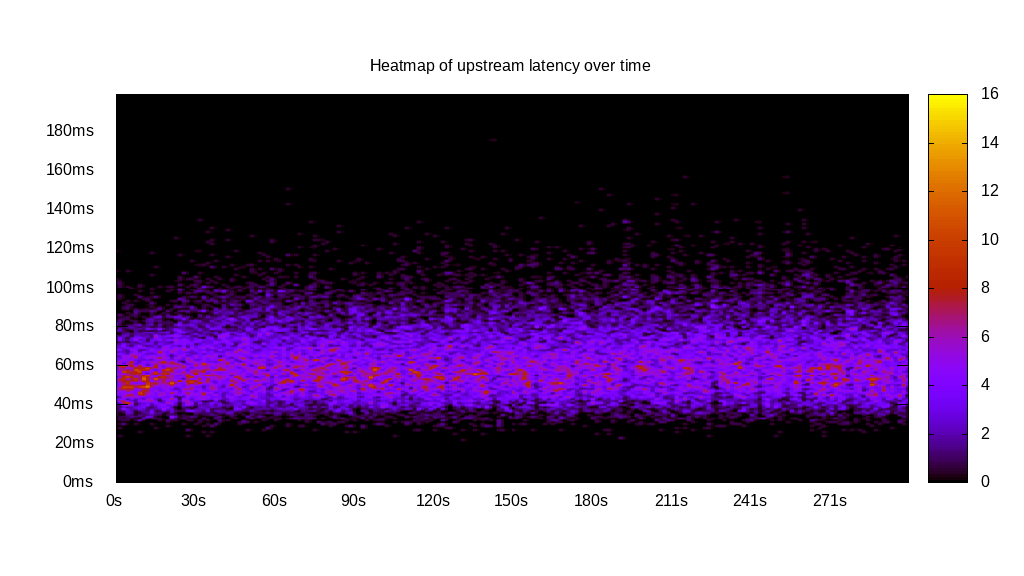 Heatmap of upstream latency over time
180ms
160ms
140ms
120ms
100ms
80ms
60ms
40ms
20ms
0ms
0s 30s 60s 90s 120s 150s 180s 211s 241s 271s
16
14
12
10
8
6
4
2
0